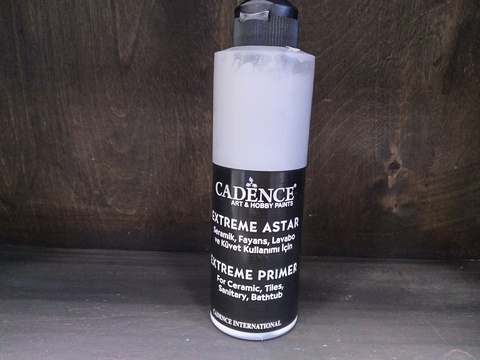 CADENCE®
ART & HOBBY PAINTS
EXTREME ASTAR
Seramik, Fayans, Lavabo
ve Küvet Kullanımı İçin
EXTREME PRIMER
For Ceramic, Tiles,
Sanitary, Bathtub
CADENCE INTERNATIONAL